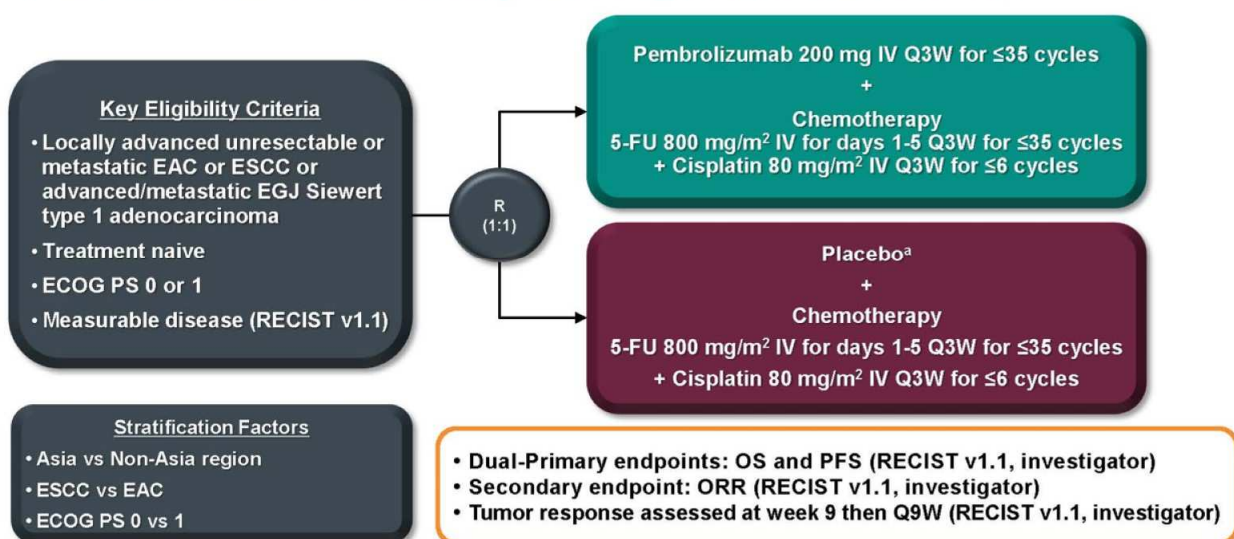 Key Eligibility Criteria
• Locally advanced unresectable or
metastatic EAC or ESCC or
advanced/metastatic EGJ Siewert
type 1 adenocarcinoma
• Treatment naive
• ECOG PS 0 or 1
• Measurable disease (RECIST v1.1)
R
(1:1)
Pembrolizumab 200 mg IV Q3W for ≤35 cycles
+
Chemotherapy
5-FU 800 mg/m² IV for days 1-5 Q3W for ≤35 cycles
+ Cisplatin 80 mg/m² IV Q3W for ≤6 cycles
Placeboᵃ
+
Chemotherapy
5-FU 800 mg/m² IV for days 1-5 Q3W for ≤35 cycles
+ Cisplatin 80 mg/m² IV Q3W for ≤6 cycles
Stratification Factors
• Asia vs Non-Asia region
• ESCC vs EAC
• ECOG PS 0 vs 1
• Dual-Primary endpoints: OS and PFS (RECIST v1.1, investigator)
• Secondary endpoint: ORR (RECIST v1.1, investigator)
• Tumor response assessed at week 9 then Q9W (RECIST v1.1, investigator)